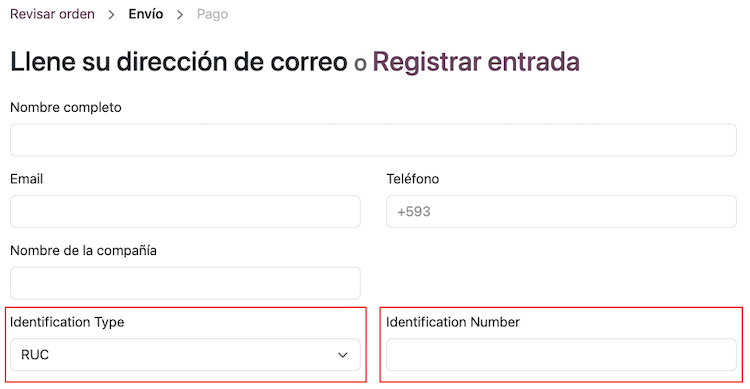 Revisar orden > Envío > Pago
Llene su dirección de correo o Registrar entrada
Nombre completo
Email Teléfono
+593
Nombre de la compañía
Identification Type Identification Number
RUC